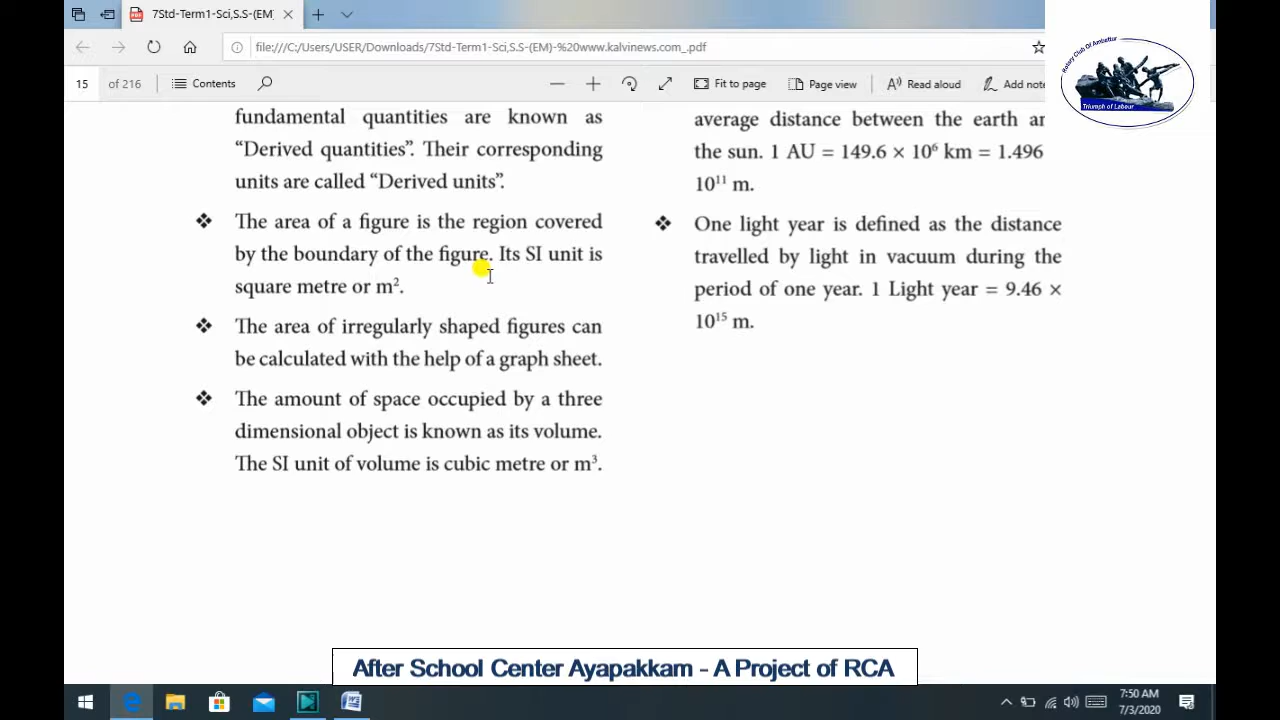 7Std-Term1-Sci,S.S-(EM)
file:///C:/Users/USER/Downloads/7Std-Term1-Sci,S.S-(EM)-%20www.kalvinews.com_.pdf
15 of 216 Contents Fit to page Page view Read aloud Add note
Rotary Club Of Ambattur
Triumph of Labour
fundamental quantities are known as
“Derived quantities”. Their corresponding
units are called “Derived units”.
❖ The area of a figure is the region covered
by the boundary of the figure. Its SI unit is
square metre or m².
❖ The area of irregularly shaped figures can
be calculated with the help of a graph sheet.
❖ The amount of space occupied by a three
dimensional object is known as its volume.
The SI unit of volume is cubic metre or m³.
average distance between the earth an
the sun. 1 AU = 149.6 × 10⁶ km = 1.496
10¹¹ m.
❖ One light year is defined as the distance
travelled by light in vacuum during the
period of one year. 1 Light year = 9.46 ×
10¹⁵ m.
After School Center Ayapakkam - A Project of RCA
7:50 AM
7/3/2020